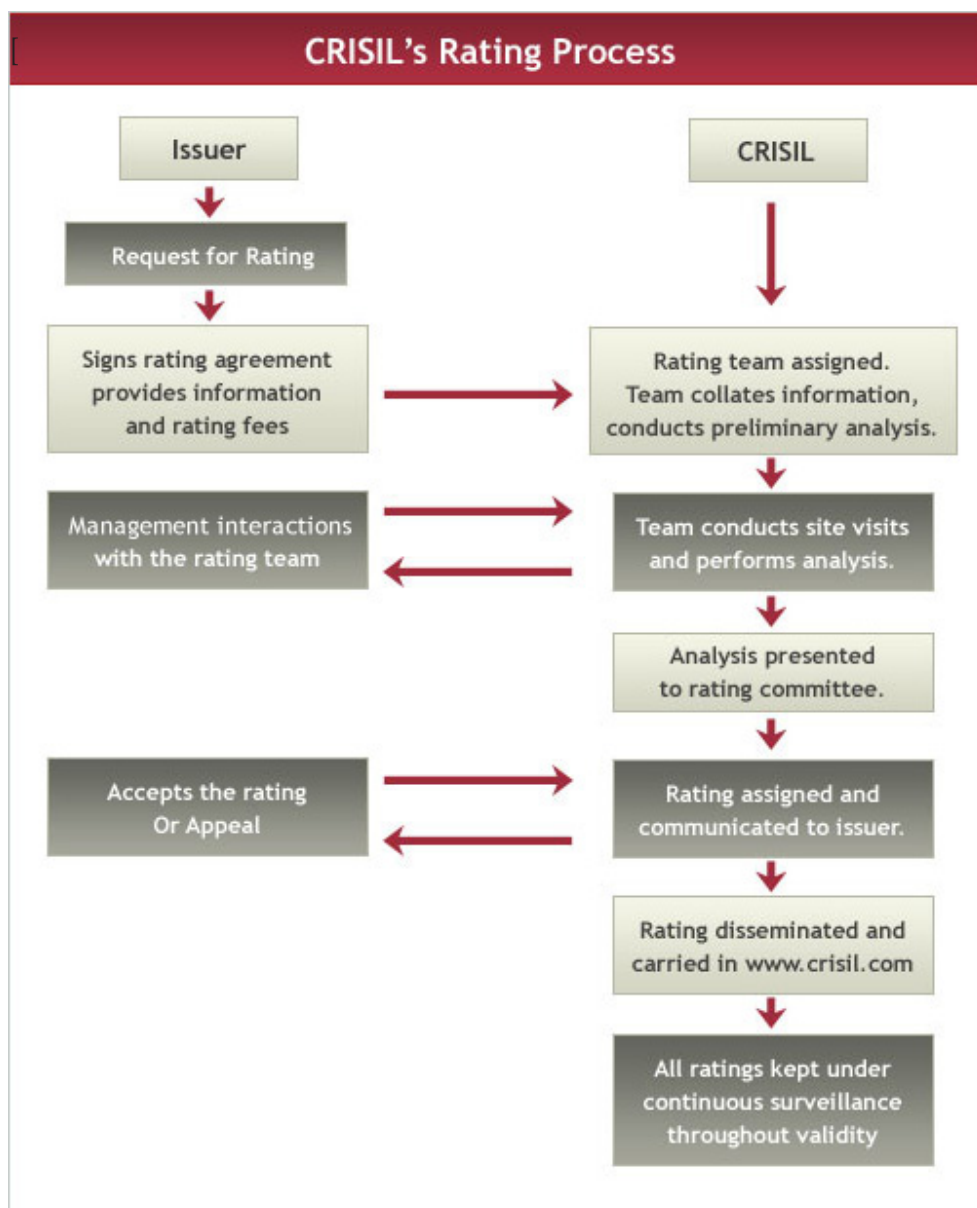 [
CRISIL’s Rating Process
Issuer
CRISIL
Request for Rating
Signs rating agreement
provides information
and rating fees
Rating team assigned.
Team collates information,
conducts preliminary analysis.
Management interactions
with the rating team
Team conducts site visits
and performs analysis.
Analysis presented
to rating committee.
Accepts the rating
Or Appeal
Rating assigned and
communicated to issuer.
Rating disseminated and
carried in www.crisil.com
All ratings kept under
continuous surveillance
throughout validity